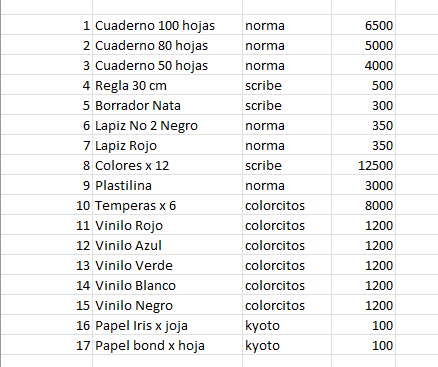 1 Cuaderno 100 hojas norma 6500
2 Cuaderno 80 hojas norma 5000
3 Cuaderno 50 hojas norma 4000
4 Regla 30 cm scribe 500
5 Borrador Nata scribe 300
6 Lapiz No 2 Negro norma 350
7 Lapiz Rojo norma 350
8 Colores x 12 scribe 12500
9 Plastilina norma 3000
10 Temperas x 6 colorcitos 8000
11 Vinilo Rojo colorcitos 1200
12 Vinilo Azul colorcitos 1200
13 Vinilo Verde colorcitos 1200
14 Vinilo Blanco colorcitos 1200
15 Vinilo Negro colorcitos 1200
16 Papel Iris x joja kyoto 100
17 Papel bond x hoja kyoto 100